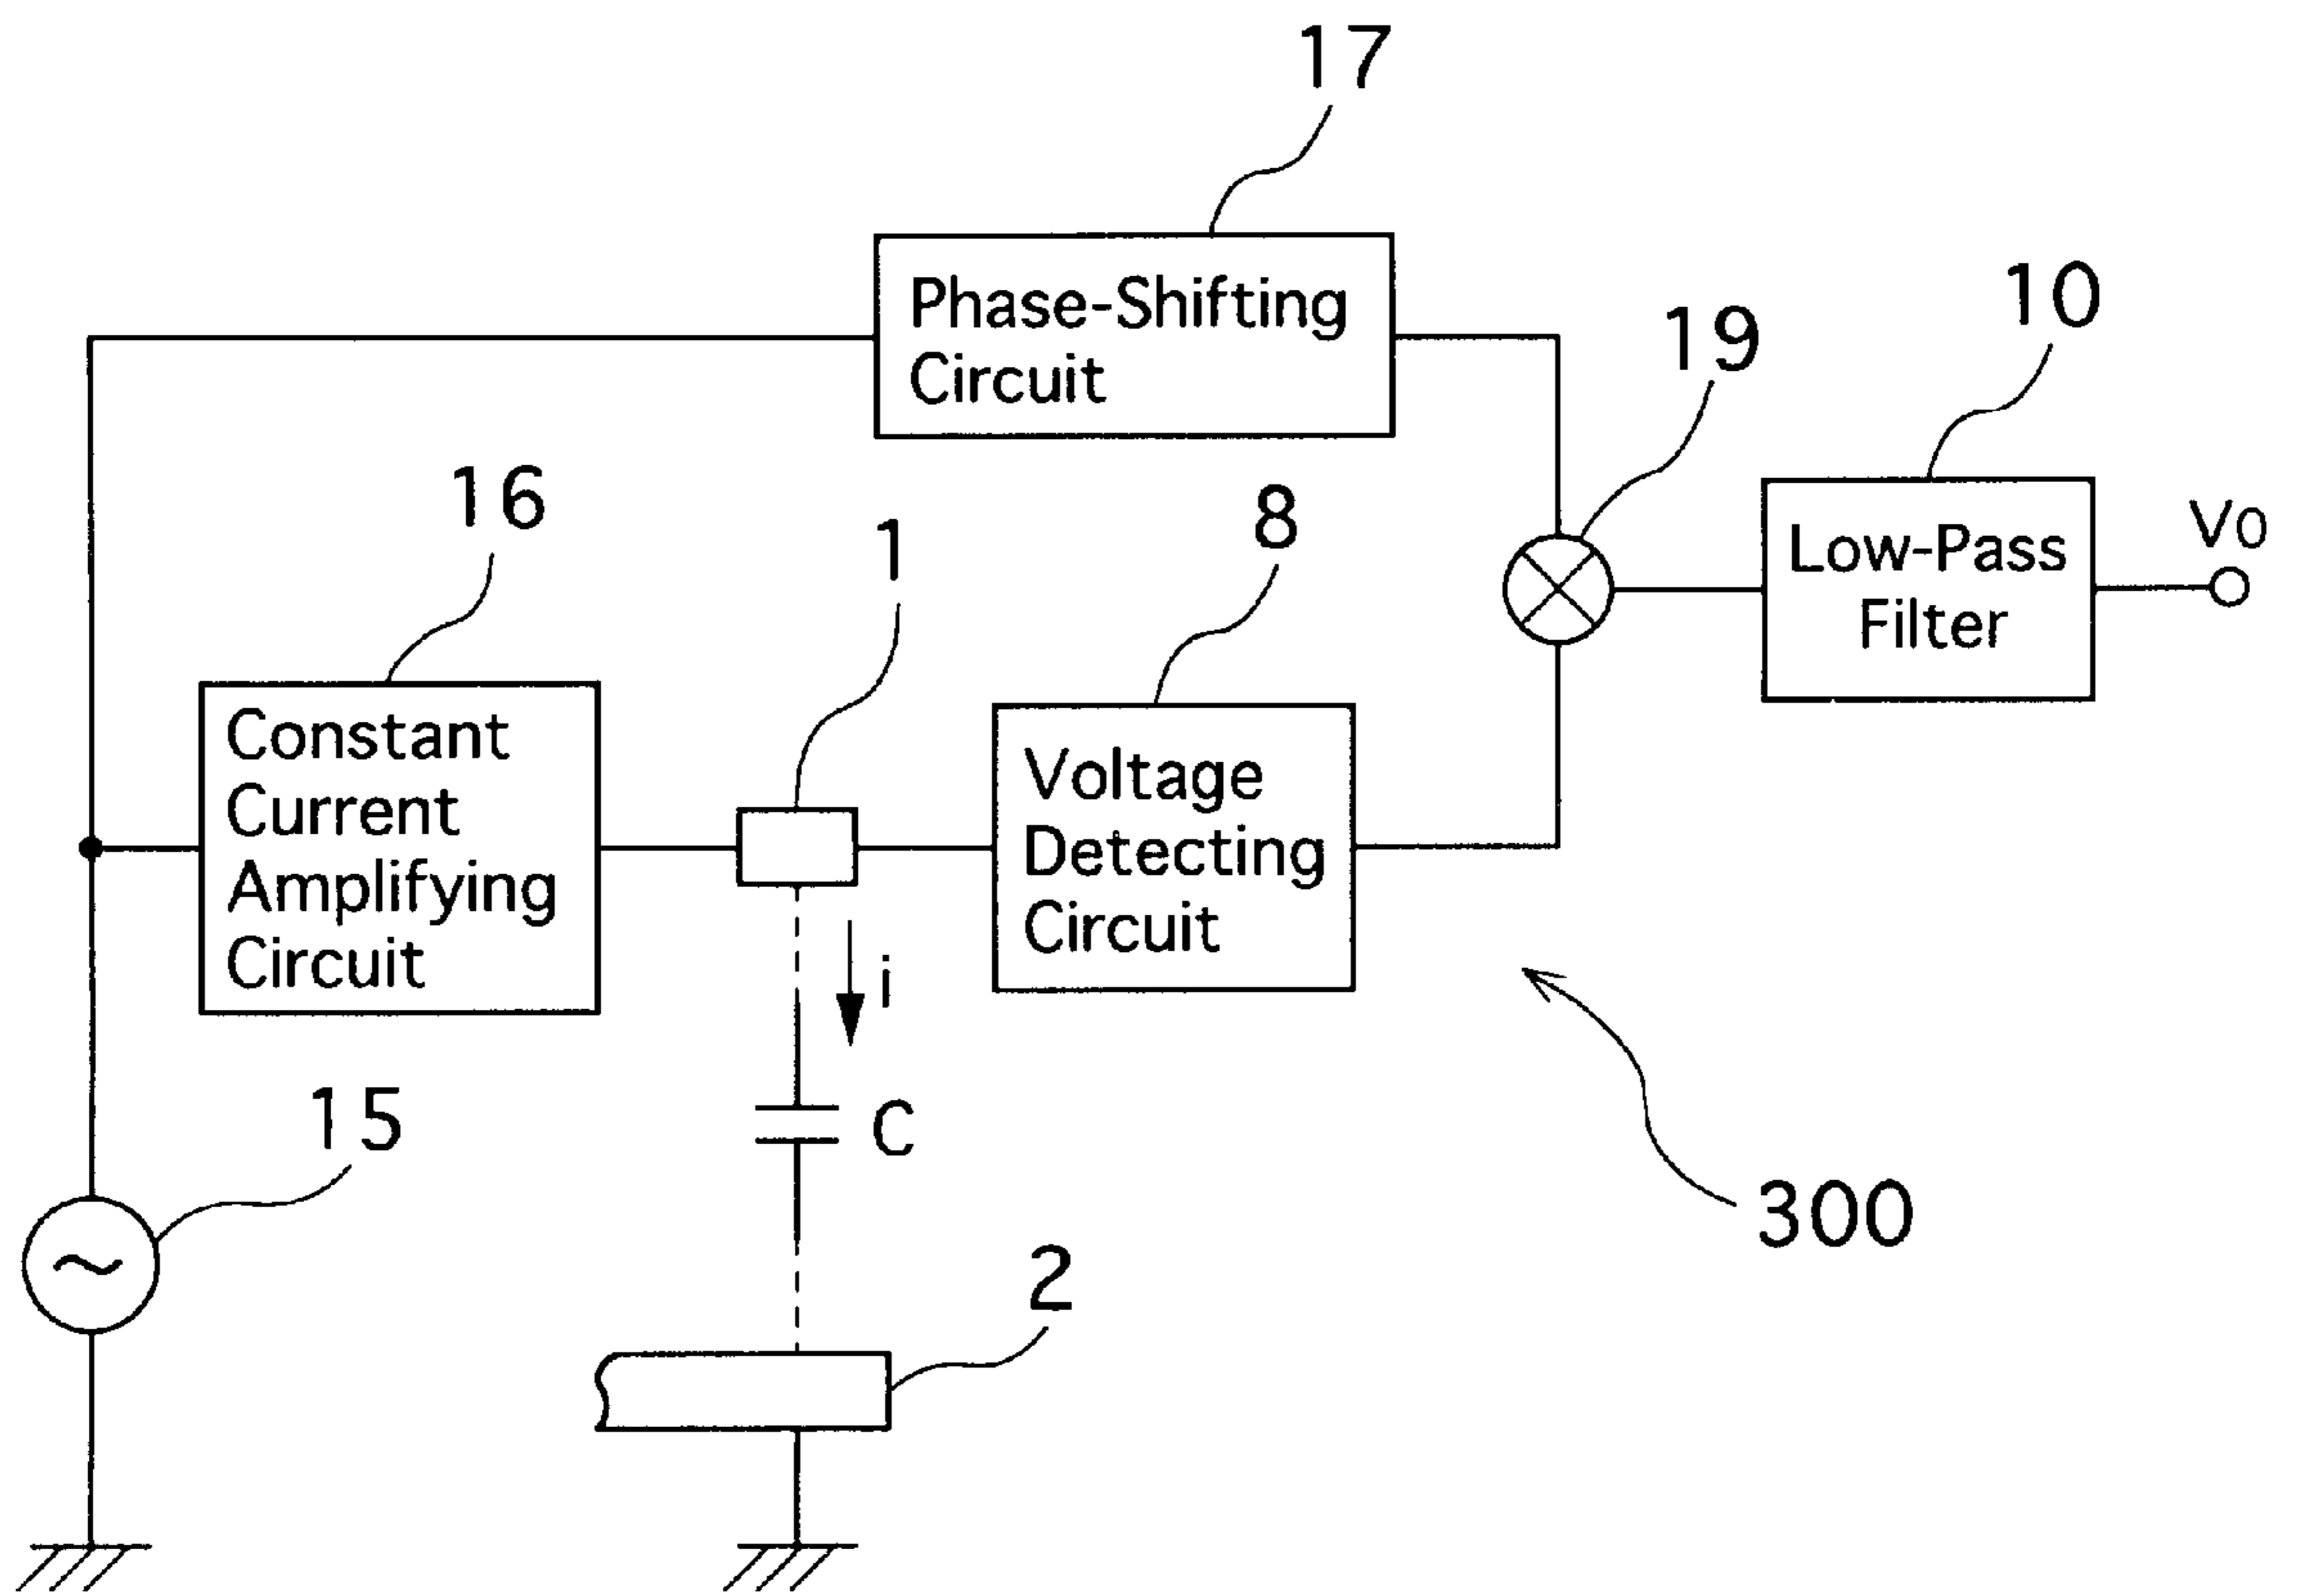 17
Phase-Shifting
Circuit
10
19
16
1
8
Low-Pass
Filter
Vo
Constant
Current
Amplifying
Circuit
Voltage
Detecting
Circuit
i
15
C
300
2